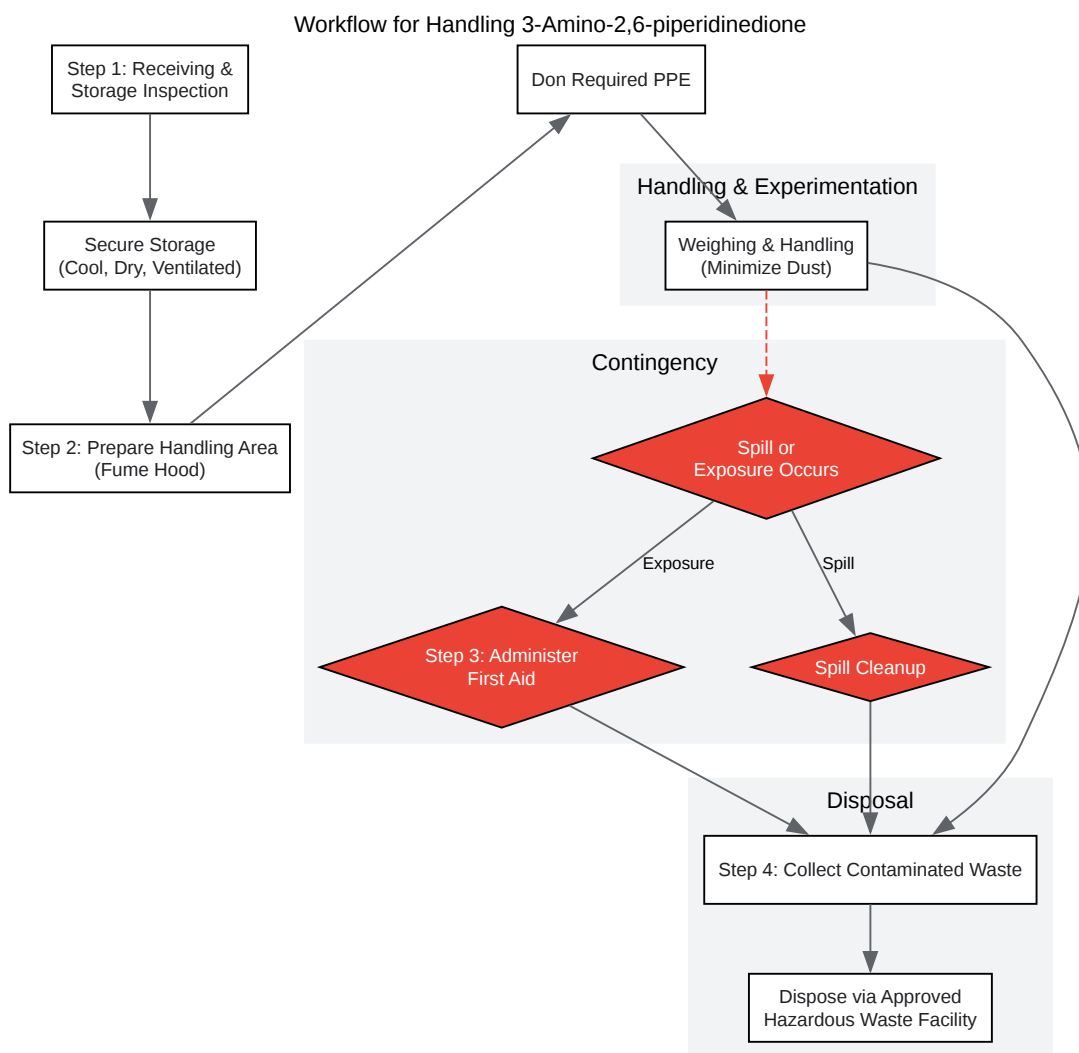 Workflow for Handling 3-Amino-2,6-piperidinedione
Step 1: Receiving &
Storage Inspection
Don Required PPE
Handling & Experimentation
Secure Storage
(Cool, Dry, Ventilated)
Weighing & Handling
(Minimize Dust)
Contingency
Step 2: Prepare Handling Area
(Fume Hood)
Spill or
Exposure Occurs
Exposure
Spill
Step 3: Administer
First Aid
Spill Cleanup
Disposal
Step 4: Collect Contaminated Waste
Dispose via Approved
Hazardous Waste Facility